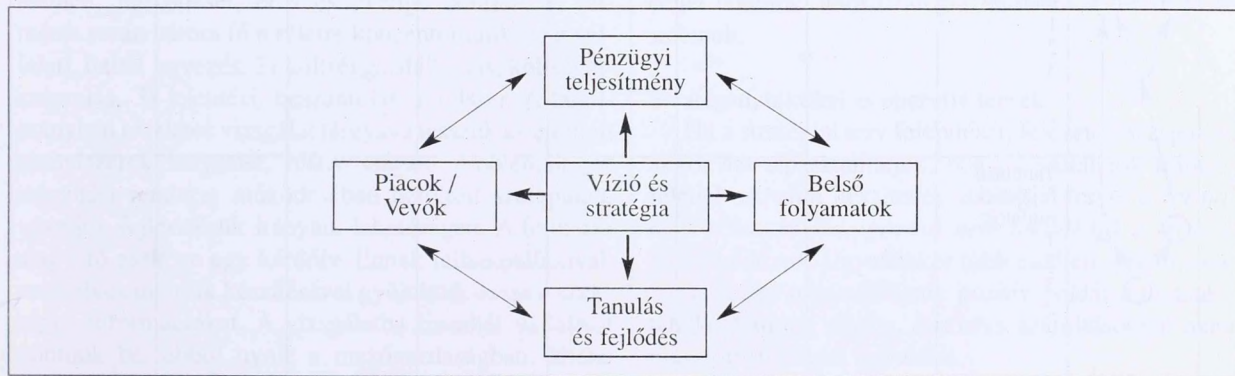 Pénzügyi
teljesítmény
Piacok /
Vevők
Vízió és
stratégia
Belső
folyamatok
Tanulás
és fejlődés